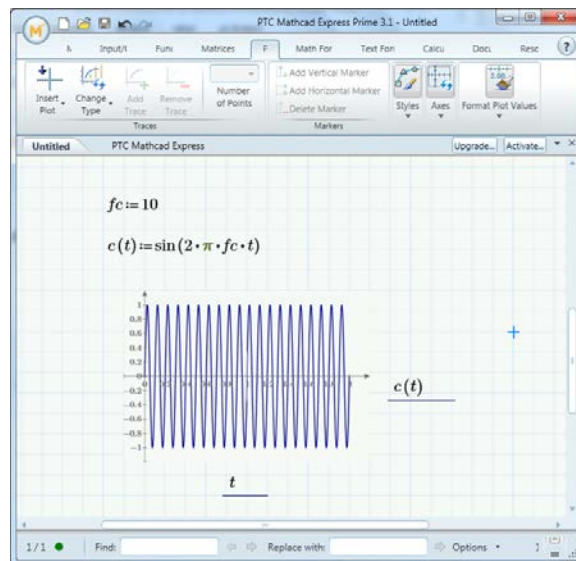 PTC Mathcad Express Prime 3.1 - Untitled
Input/ Func Matrices F Math For Text Fon Calcu Docu Resc
Insert Plot
Change Type
Add Trace
Remove Trace
Traces
Number of Points
Add Vertical Marker
Add Horizontal Marker
Delete Marker
Markers
Styles
Axes
Format Plot Values
Untitled PTC Mathcad Express Upgrade... Activate...
fc:=10
c(t):=sin(2·π·fc·t)
1
0.8
0.6
0.4
0.2
0
-0.2
-0.4
-0.6
-0.8
-1
c(t)
t
1/1 Find: Replace with: Options